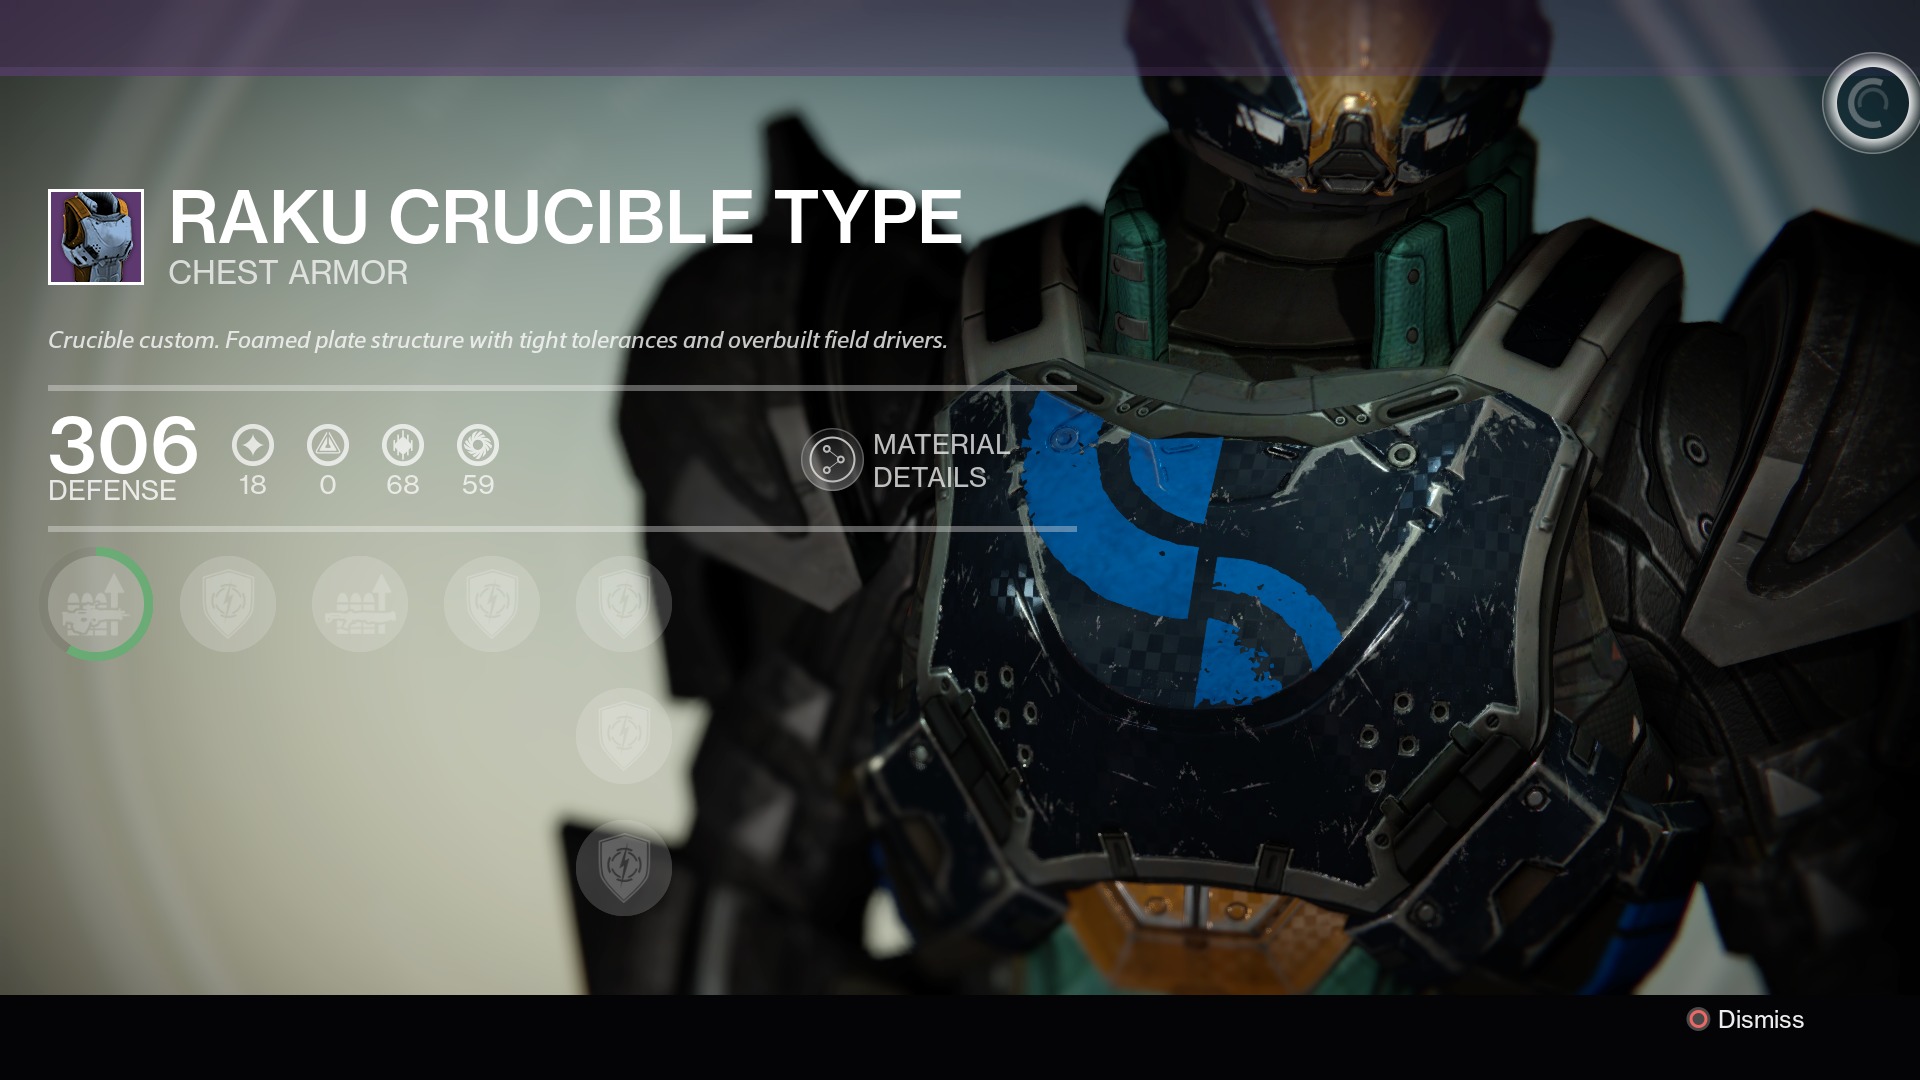 RAKU CRUCIBLE TYPE
CHEST ARMOR
Crucible custom. Foamed plate structure with tight tolerances and overbuilt field drivers.
306
DEFENSE
18 0 68 59
MATERIAL
DETAILS
Dismiss